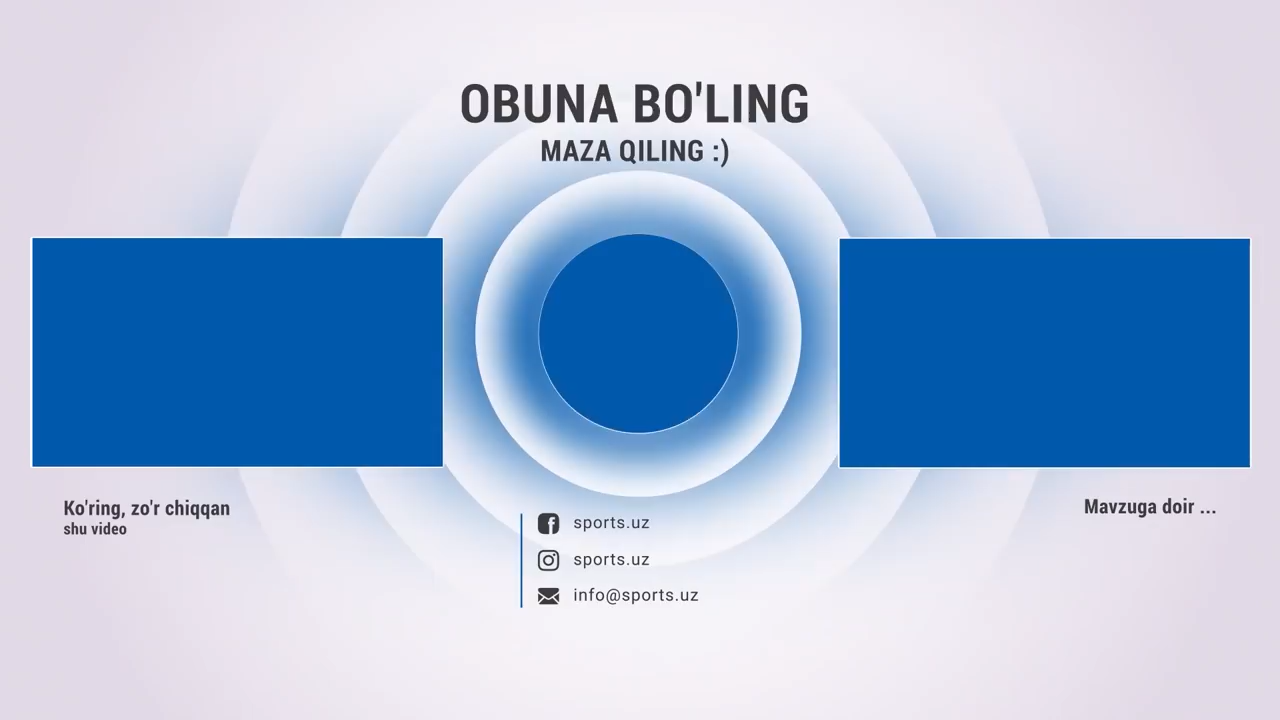 OBUNA BO'LING
MAZA QILING :)
Ko'ring, zo'r chiqqan
shu video
Mavzuga doir ...
sports.uz
sports.uz
info@sports.uz